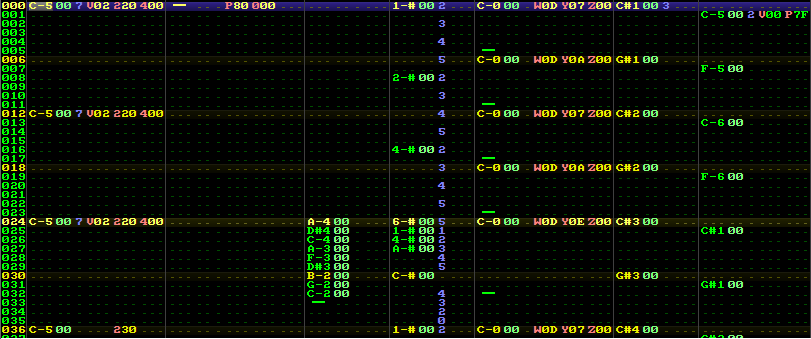 000 C-5 00 7 V02 220 400 — P80 000 1-# 00 2 C-0 00 W0D Y07 Z00 C#1 00 3
001 C-5 00 2 V00 P7F
002 3
003
004 4
005 —
006 5 C-0 00 W0D Y0A Z00 G#1 00
007 F-5 00
008 2-# 00 2
009
010 3
011 —
012 C-5 00 7 V02 220 400 4 C-0 00 W0D Y07 Z00 C#2 00
013 C-6 00
014 5
015
016 4-# 00 2
017 —
018 3 C-0 00 W0D Y0A Z00 G#2 00
019 F-6 00
020 4
021
022 5
023 —
024 C-5 00 7 V02 220 400 A-4 00 6-# 00 5 C-0 00 W0D Y0E Z00 C#3 00
025 D#4 00 1-# 00 1 C#1 00
026 C-4 00 4-# 00 2
027 A-3 00 A-# 00 3
028 F-3 00 4
029 D#3 00 5
030 B-2 00 C-# 00 G#3 00
031 G-2 00 G#1 00
032 C-2 00 4 —
033 — 3
034 2
035 0
036 C-5 00 230 1-# 00 2 C-0 00 W0D Y07 Z00 C#4 00